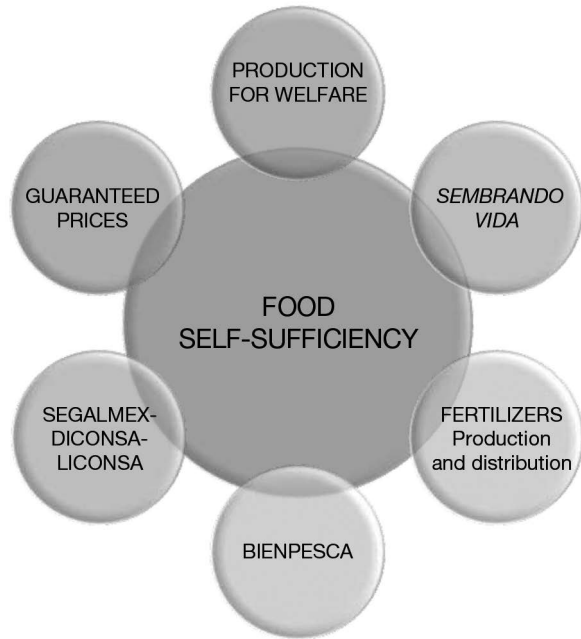 PRODUCTION
FOR WELFARE
GUARANTEED
PRICES
SEMBRANDO
VIDA
FOOD
SELF-SUFFICIENCY
SEGALMEX-
DICONSA-
LICONSA
FERTILIZERS
Production
and distribution
BIENPESCA